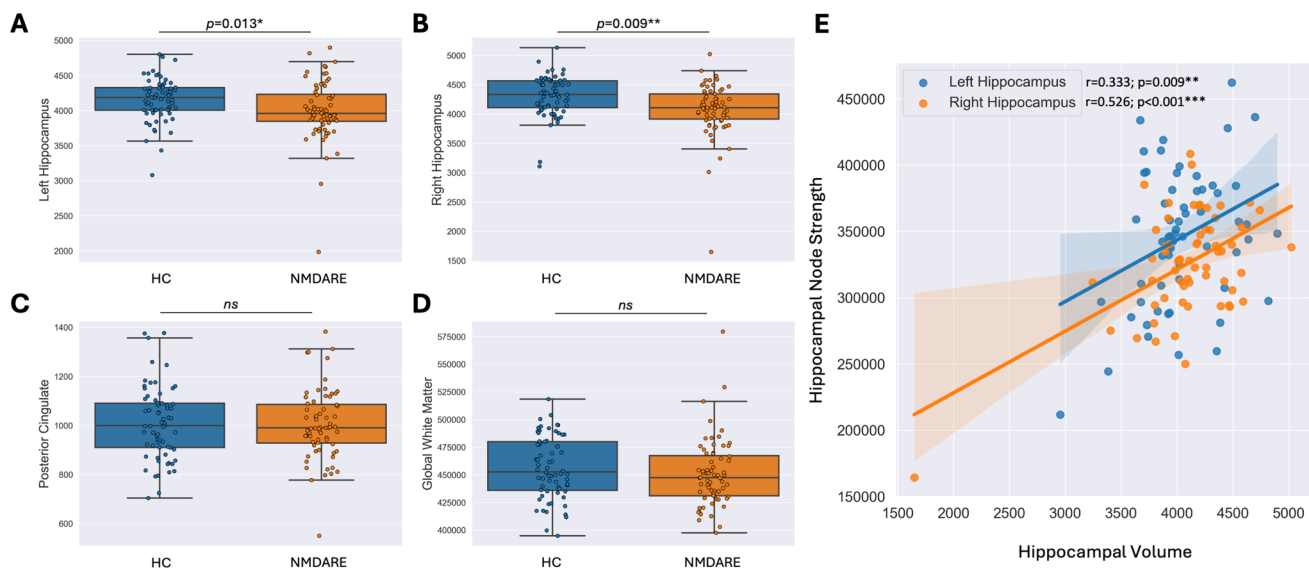 A
p=0.013*
Left Hippocampus
5000
4500
4000
3500
3000
2500
2000
HC
NMDARE
B
p=0.009**
Right Hippocampus
5000
4500
4000
3500
3000
2500
2000
1500
HC
NMDARE
C
ns
Posterior Cingulate
1400
1200
1000
800
600
HC
NMDARE
D
ns
Global White Matter
575000
550000
525000
500000
475000
450000
425000
400000
HC
NMDARE
E
Left Hippocampus r=0.333; p=0.009**
Right Hippocampus r=0.526; p<0.001***
Hippocampal Node Strength
450000
400000
350000
300000
250000
200000
150000
1500 2000 2500 3000 3500 4000 4500 5000
Hippocampal Volume